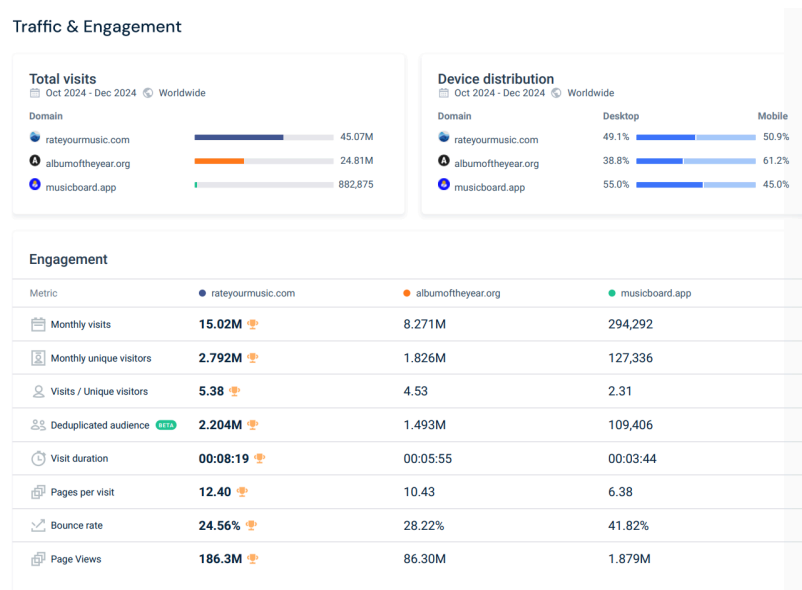 Traffic & Engagement
Total visits
Oct 2024 - Dec 2024 Worldwide
Domain
rateyourmusic.com 45.07M
albumoftheyear.org 24.81M
musicboard.app 882,875
Device distribution
Oct 2024 - Dec 2024 Worldwide
Domain Desktop Mobile
rateyourmusic.com 49.1% 50.9%
A albumoftheyear.org 38.8% 61.2%
musicboard.app 55.0% 45.0%
Engagement
Metric rateyourmusic.com albumoftheyear.org musicboard.app
Monthly visits 15.02M 8.271M 294,292
Monthly unique visitors 2.792M 1.826M 127,336
Visits / Unique visitors 5.38 4.53 2.31
Deduplicated audience BETA 2.204M 1.493M 109,406
Visit duration 00:08:19 00:05:55 00:03:44
Pages per visit 12.40 10.43 6.38
Bounce rate 24.56% 28.22% 41.82%
Page Views 186.3M 86.30M 1.879M